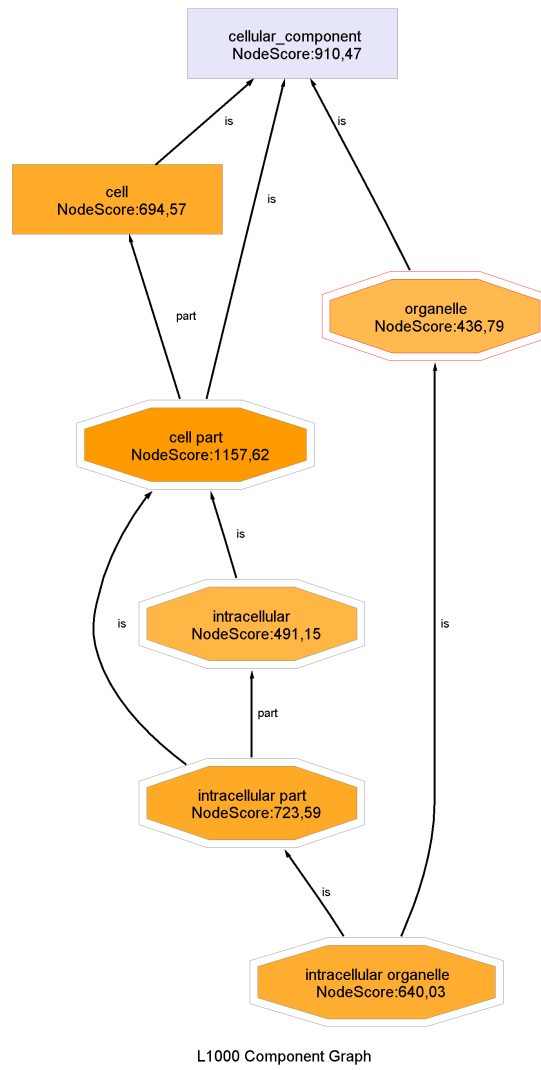 cellular_component
NodeScore:910,47
is
is
is
cell
NodeScore:694,57
organelle
NodeScore:436,79
part
cell part
NodeScore:1157,62
is
is
is
intracellular
NodeScore:491,15
part
intracellular part
NodeScore:723,59
is
intracellular organelle
NodeScore:640,03
L1000 Component Graph